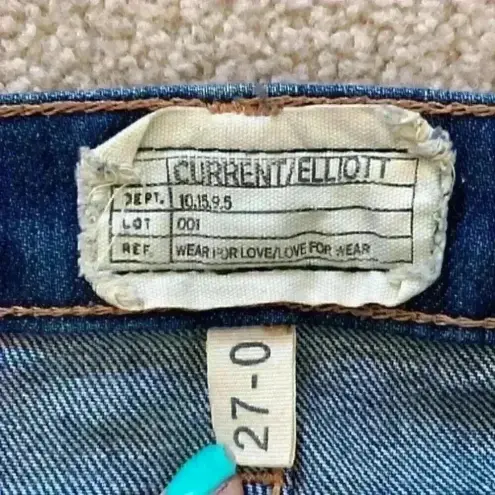 CURRENT/ELLIOTT
DEPT. 10.15.9.5
LOT 001
REF. WEAR FOR LOVE/LOVE FOR WEAR
27-0